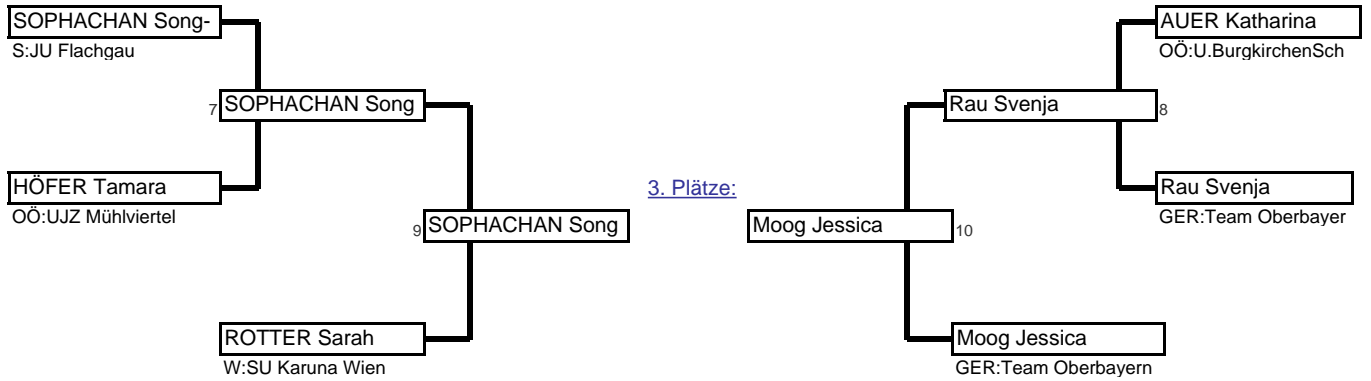 SOPHACHAN Song-
S:JU Flachgau
AUER Katharina
OÖ:U.BurgkirchenSch
7 SOPHACHAN Song
Rau Svenja 8
HÖFER Tamara
OÖ:UJZ Mühlviertel
3. Plätze:
Rau Svenja
GER:Team Oberbayer
9 SOPHACHAN Song
Moog Jessica 10
ROTTER Sarah
W:SU Karuna Wien
Moog Jessica
GER:Team Oberbayern